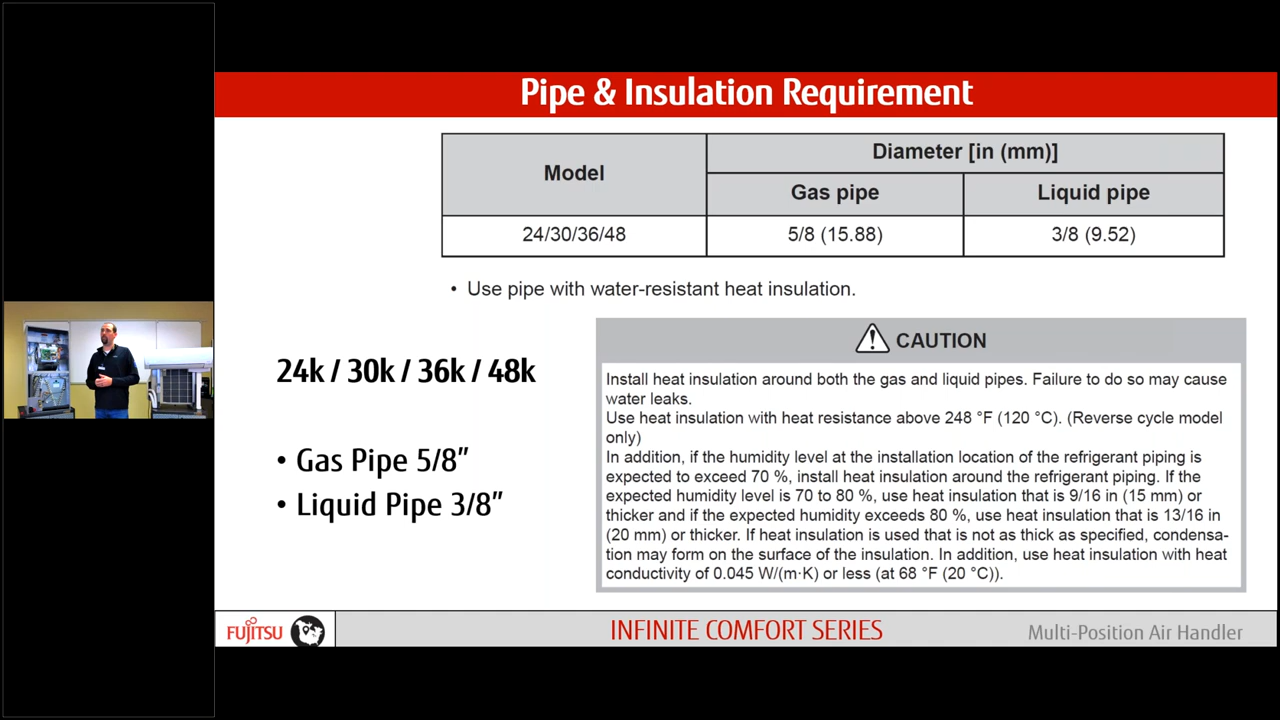 Pipe & Insulation Requirement
Model
Diameter [in (mm)]
Gas pipe
Liquid pipe
24/30/36/48
5/8 (15.88)
3/8 (9.52)
• Use pipe with water-resistant heat insulation.
24k / 30k / 36k / 48k
• Gas Pipe 5/8”
• Liquid Pipe 3/8”
CAUTION
Install heat insulation around both the gas and liquid pipes. Failure to do so may cause
water leaks.
Use heat insulation with heat resistance above 248 °F (120 °C). (Reverse cycle model
only)
In addition, if the humidity level at the installation location of the refrigerant piping is
expected to exceed 70 %, install heat insulation around the refrigerant piping. If the
expected humidity level is 70 to 80 %, use heat insulation that is 9/16 in (15 mm) or
thicker and if the expected humidity exceeds 80 %, use heat insulation that is 13/16 in
(20 mm) or thicker. If heat insulation is used that is not as thick as specified, condensa-
tion may form on the surface of the insulation. In addition, use heat insulation with heat
conductivity of 0.045 W/(m·K) or less (at 68 °F (20 °C)).
FUJITSU
INFINITE COMFORT SERIES
Multi-Position Air Handler